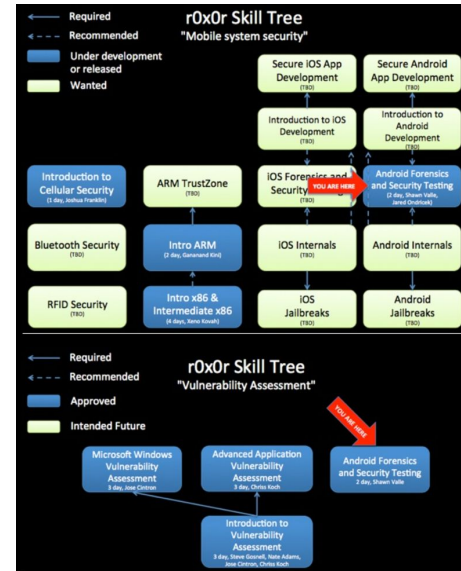 Required
Recommended
Under development
or released
Wanted
r0x0r Skill Tree
"Mobile system security"
Secure iOS App
Development
(TBD)
Secure Android
App Development
(TBD)
Introduction to iOS
Development
(TBD)
Introduction to
Android
Development
(TBD)
Introduction to
Cellular Security
(1 day, Joshua Franklin)
ARM TrustZone
(TBD)
iOS Forensics and
Security
(TBD)
YOU ARE HERE
Android Forensics
and Security Testing
(2 day, Shawn Valle,
Jared Ondricek)
Bluetooth Security
(TBD)
Intro ARM
(2 day, Gananand Kini)
iOS Internals
(TBD)
Android Internals
(TBD)
RFID Security
(TBD)
Intro x86 &
Intermediate x86
(4 days, Xeno Kovah)
iOS
Jailbreaks
(TBD)
Android
Jailbreaks
(TBD)
Required
Recommended
Approved
Intended Future
r0x0r Skill Tree
"Vulnerability Assessment"
YOU ARE HERE
Microsoft Windows
Vulnerability
Assessment
3 day, Jose Cintron
Advanced Application
Vulnerability
Assessment
3 day, Chriss Koch
Android Forensics
and Security Testing
2 day, Shawn Valle
Introduction to
Vulnerability
Assessment
3 day, Steve Gosnell, Nate Adams,
Jose Cintron, Chriss Koch